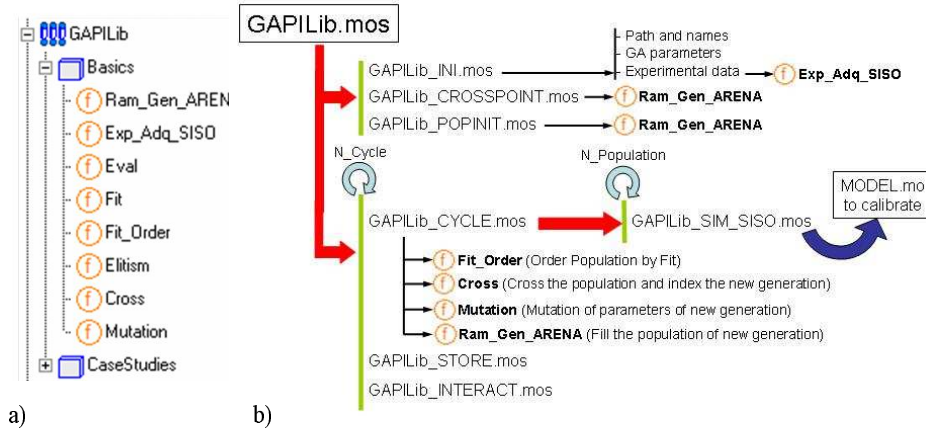 GAPILib
Basics
Ram_Gen_AREN
Exp_Adq_SISO
Eval
Fit
Fit_Order
Elitism
Cross
Mutation
CaseStudies
a)
GAPILib.mos
Path and names
GA parameters
GAPILib_INI.mos
Experimental data
f Exp_Adq_SISO
GAPILib_CROSSPOINT.mos
f Ram_Gen_ARENA
GAPILib_POPINIT.mos
f Ram_Gen_ARENA
N_Cycle
N_Population
MODEL.mo
to calibrate
GAPILib_CYCLE.mos
GAPILib_SIM_SISO.mos
f Fit_Order (Order Population by Fit)
f Cross (Cross the population and index the new generation)
f Mutation (Mutation of parameters of new generation)
f Ram_Gen_ARENA (Fill the population of new generation)
GAPILib_STORE.mos
GAPILib_INTERACT.mos
b)